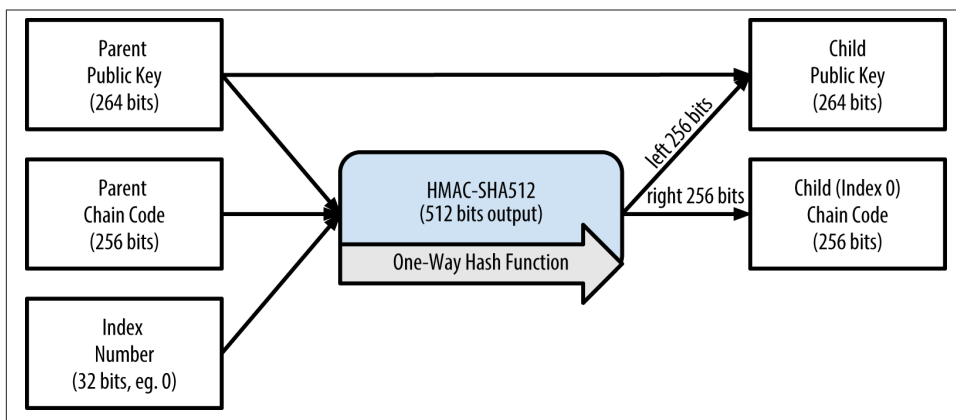 Parent
Public Key
(264 bits)
Child
Public Key
(264 bits)
left 256 bits
HMAC-SHA512
(512 bits output)
One-Way Hash Function
Parent
Chain Code
(256 bits)
right 256 bits
Child (Index 0)
Chain Code
(256 bits)
Index
Number
(32 bits, eg. 0)